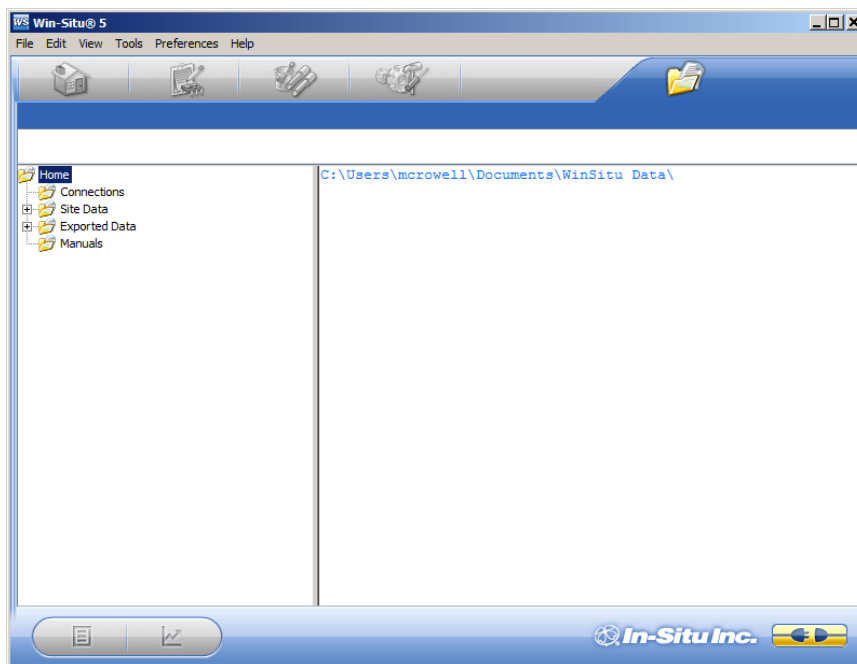 WS Win-Situ® 5
File Edit View Tools Preferences Help
Home
Connections
Site Data
Exported Data
Manuals
C:\Users\mcrowell\Documents\WinSitu Data\
In-Situ Inc.